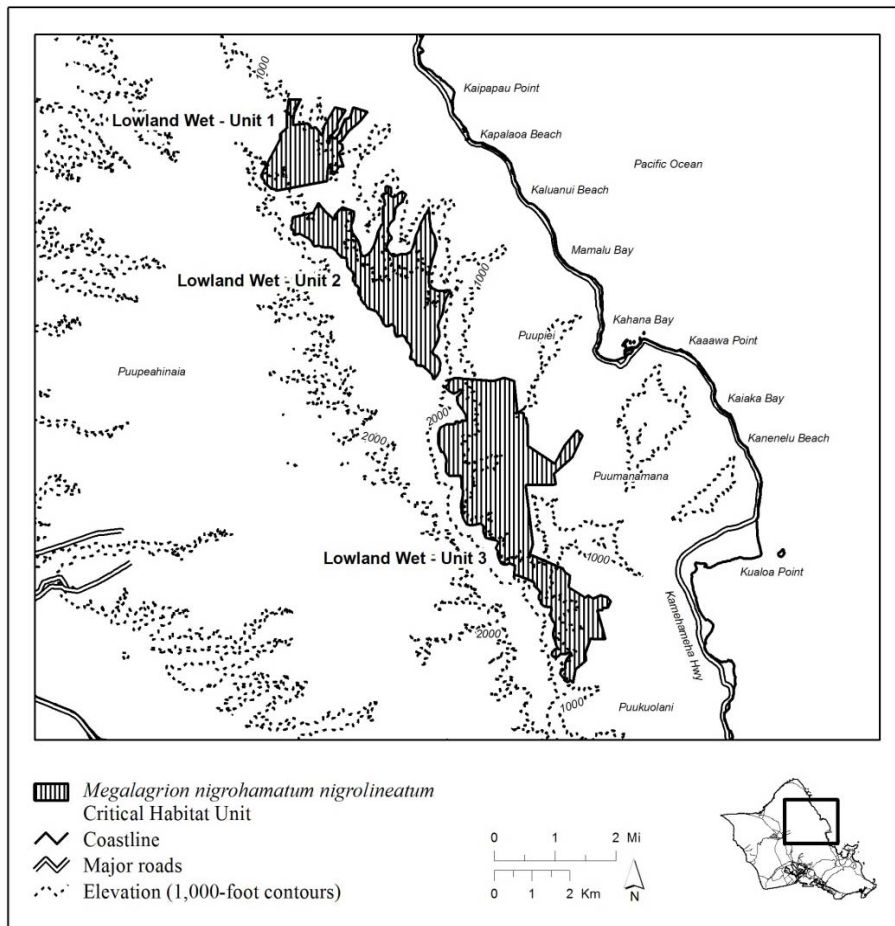 1000
Kaipapau Point
Lowland Wet - Unit 1
Kapalaoa Beach
Pacific Ocean
Kaluanui Beach
Mamalu Bay
Lowland Wet - Unit 2
1000
Kahana Bay
Puupiei
Kaaawa Point
Puupeahinaia
Kaiaka Bay
2000
2000
Kanenelu Beach
Puumanamana
Lowland Wet - Unit 3
1000
Kualoa Point
Kamehameha Hwy
2000
1000
Puukuolani
Megalagrion nigrohamatum nigrolineatum
Critical Habitat Unit
Coastline
Major roads
Elevation (1,000-foot contours)
0 1 2 Mi
0 1 2 Km
N